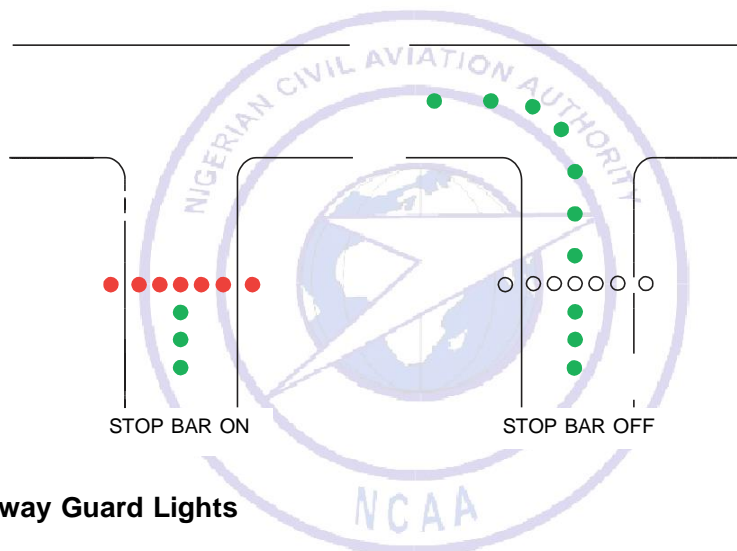 NIGERIAN CIVIL AVIATION AUTHORITY
STOP BAR ON
STOP BAR OFF
way Guard Lights
NCAA